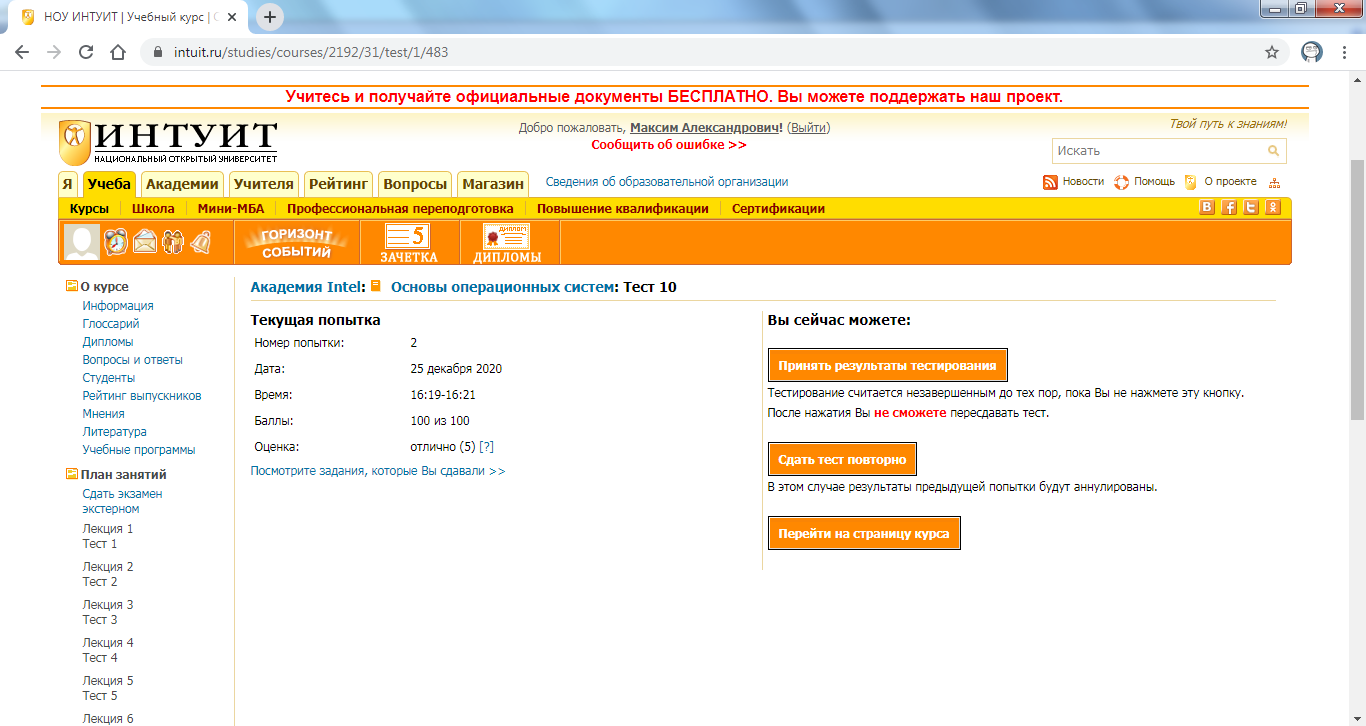 НОУ ИНТУИТ | Учебный курс | О
intuit.ru/studies/courses/2192/31/test/1/483
Учитесь и получайте официальные документы БЕСПЛАТНО. Вы можете поддержать наш проект.
ИНТУИТ
НАЦИОНАЛЬНЫЙ ОТКРЫТЫЙ УНИВЕРСИТЕТ
Добро пожаловать, Максим Александрович! (Выйти)
Сообщить об ошибке >>
Твой путь к знаниям!
Искать
Я Учеба Академии Учителя Рейтинг Вопросы Магазин Сведения об образовательной организации Новости Помощь О проекте
Курсы Школа Мини-МБА Профессиональная переподготовка Повышение квалификации Сертификации
ГОРИЗОНТ
СОБЫТИЙ
5
ЗАЧЕТКА
ДИПЛОМ
ДИПЛОМЫ
О курсе
Информация
Глоссарий
Дипломы
Вопросы и ответы
Студенты
Рейтинг выпускников
Мнения
Литература
Учебные программы
План занятий
Сдать экзамен
экстерном
Лекция 1
Тест 1
Лекция 2
Тест 2
Лекция 3
Тест 3
Лекция 4
Тест 4
Лекция 5
Тест 5
Лекция 6
Академия Intel: Основы операционных систем: Тест 10
Текущая попытка
Номер попытки: 2
Дата: 25 декабря 2020
Время: 16:19-16:21
Баллы: 100 из 100
Оценка: отлично (5) [?]
Посмотрите задания, которые Вы сдавали >>
Вы сейчас можете:
Принять результаты тестирования
Тестирование считается незавершенным до тех пор, пока Вы не нажмете эту кнопку.
После нажатия Вы не сможете пересдавать тест.
Сдать тест повторно
В этом случае результаты предыдущей попытки будут аннулированы.
Перейти на страницу курса